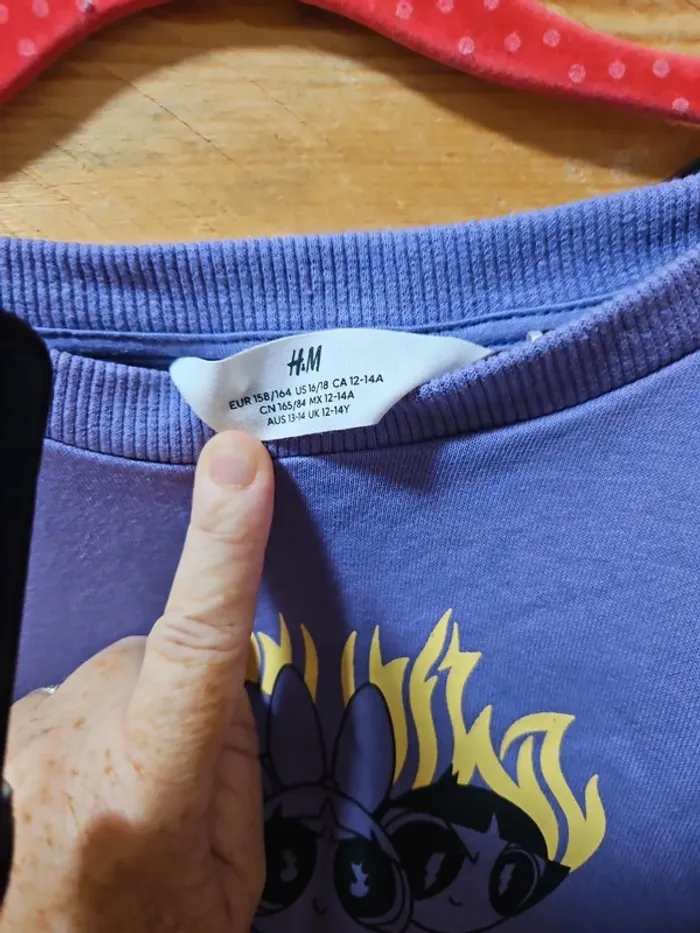 H&M
EUR 158/164 US 16/18 CA 12-14A
CN 165/84 MX 12-14A
AUS 13-14 UK 12-14Y